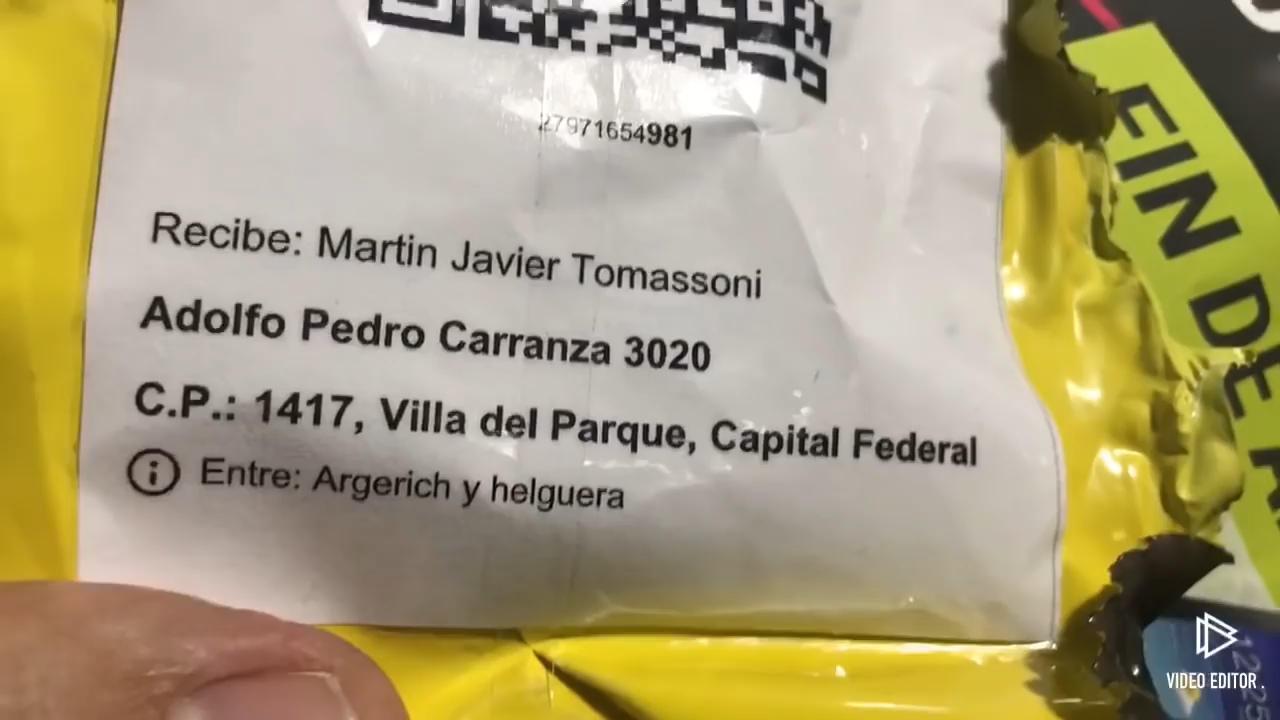 27971654981
Recibe: Martin Javier Tomassoni
Adolfo Pedro Carranza 3020
C.P.: 1417, Villa del Parque, Capital Federal
Entre: Argerich y helguera
FIN DE
VIDEO EDITOR.